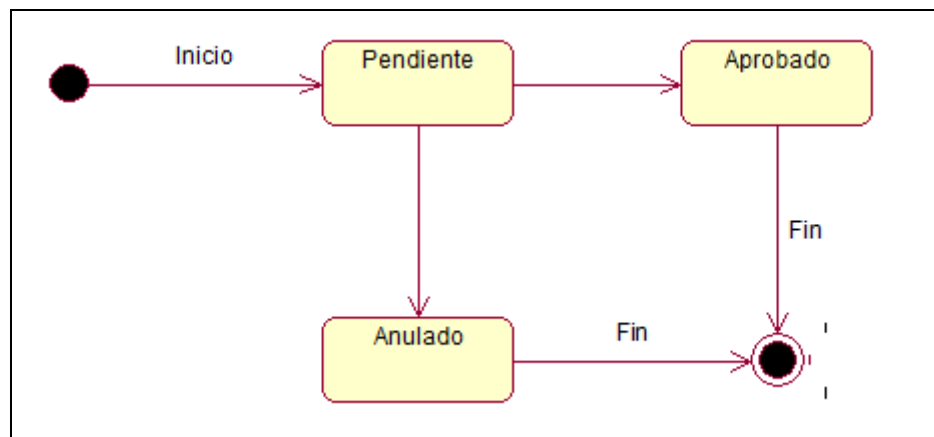 Inicio
Pendiente
Aprobado
Fin
Anulado
Fin